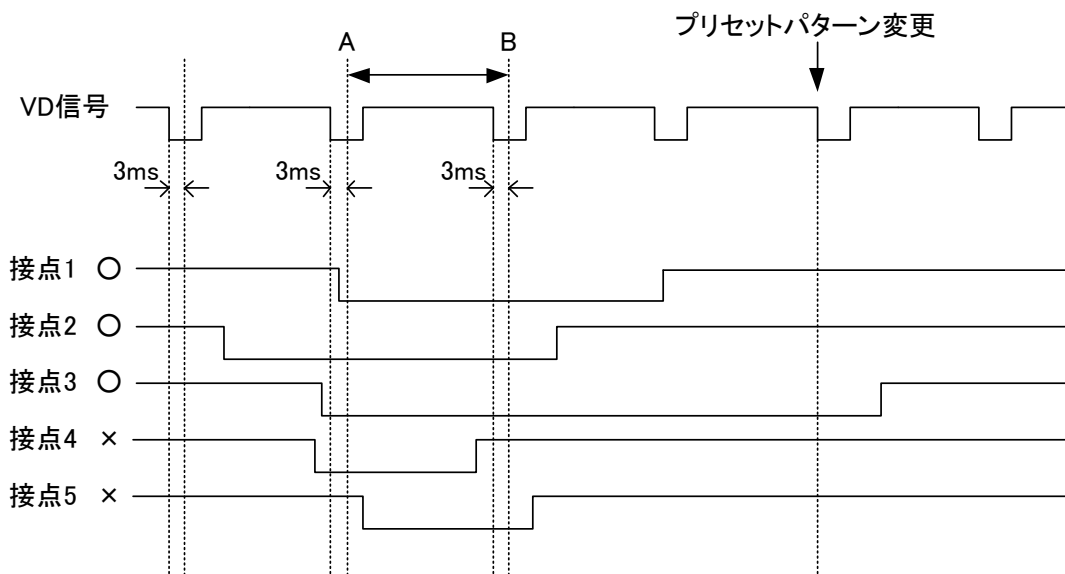 プリセットパターン変更
A B
VD信号
3ms 3ms 3ms
接点1 ○
接点2 ○
接点3 ○
接点4 ×
接点5 ×